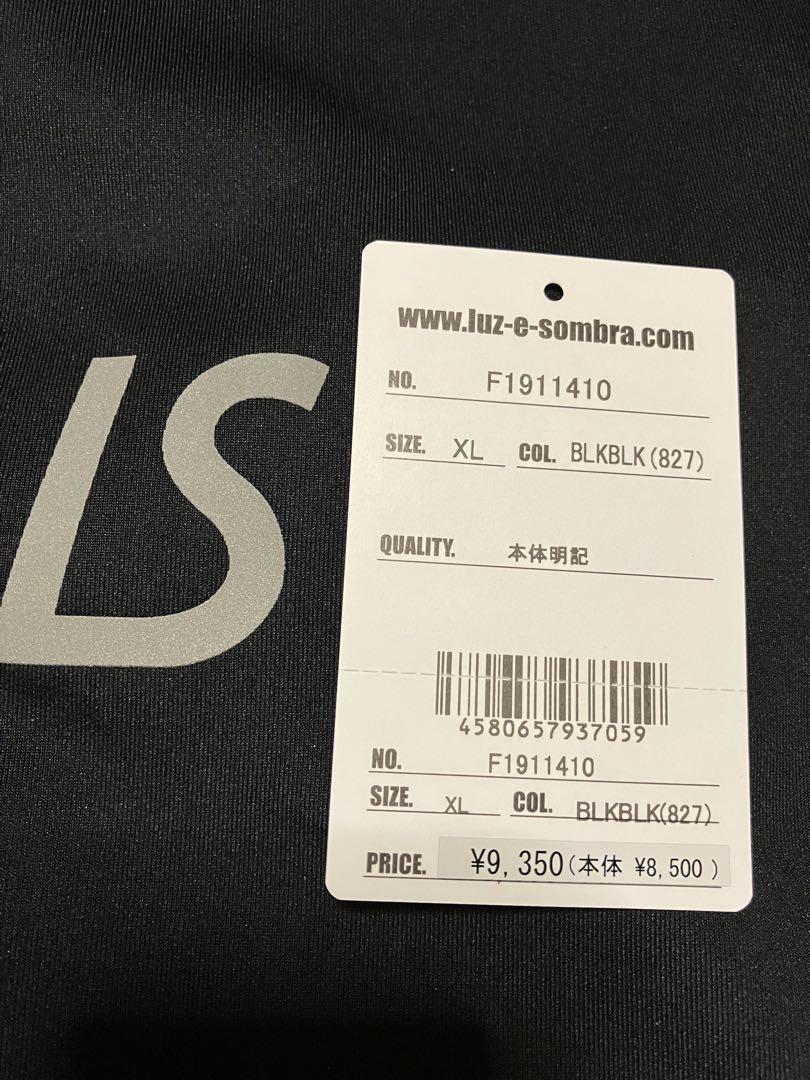 LS
www.luz-e-sombra.com
NO. F1911410
SIZE. XL COL. BLKBLK(827)
QUALITY. 本体明記
4580657937059
NO. F1911410
SIZE. XL COL. BLKBLK(827)
PRICE. ¥9,350(本体 ¥8,500 )